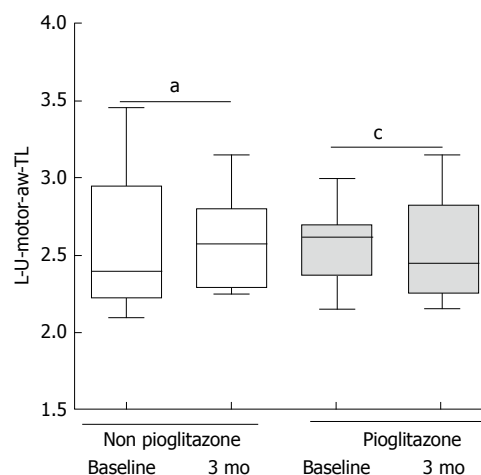 4.0
a
3.5
c
3.0
L-U-motor-aw-TL
2.5
2.0
1.5
Non pioglitazone Pioglitazone
Baseline 3 mo Baseline 3 mo